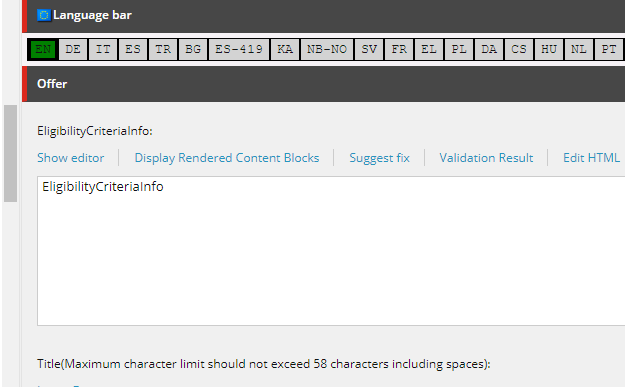 Language bar
EN DE IT ES TR BG ES-419 KA NB-NO SV FR EL PL DA CS HU NL PT
Offer
EligibilityCriteriaInfo:
Show editor Display Rendered Content Blocks Suggest fix Validation Result Edit HTML
EligibilityCriteriaInfo
Title(Maximum character limit should not exceed 58 characters including spaces):